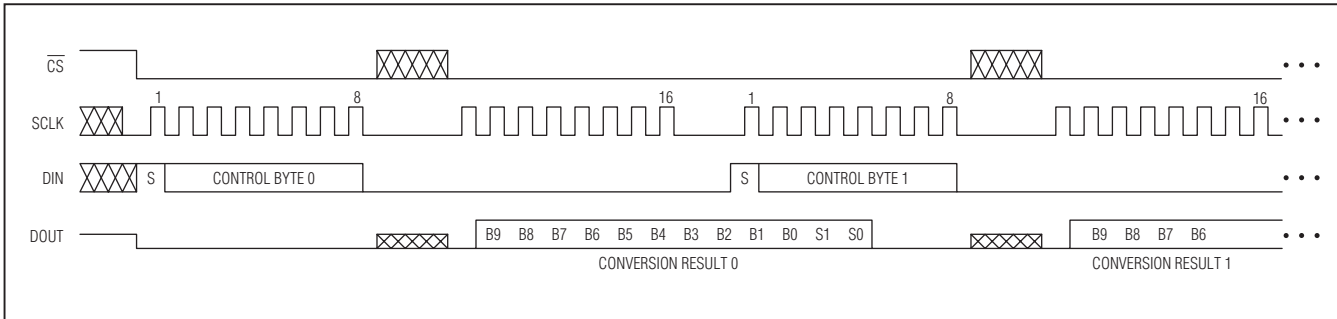 C̅S̅
1 8 16 1 8 16
SCLK
DIN S CONTROL BYTE 0 S CONTROL BYTE 1
DOUT B9 B8 B7 B6 B5 B4 B3 B2 B1 B0 S1 S0 B9 B8 B7 B6
CONVERSION RESULT 0 CONVERSION RESULT 1